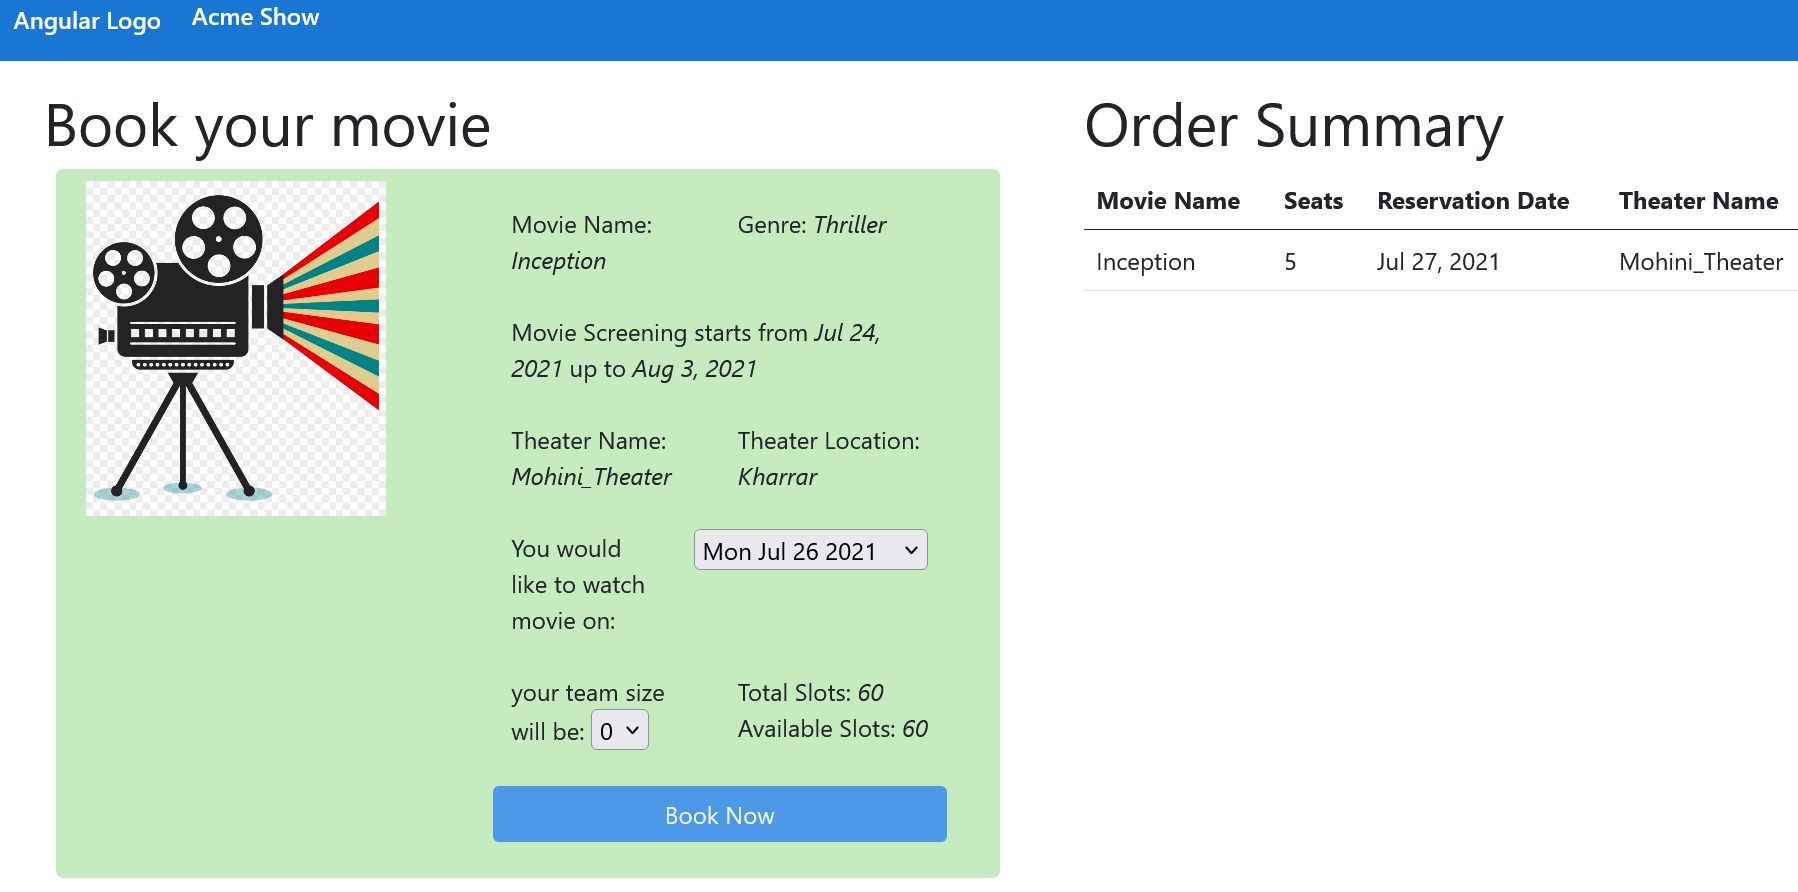 Angular Logo Acme Show
Book your movie
Movie Name: Genre: Thriller
Inception
Movie Screening starts from Jul 24,
2021 up to Aug 3, 2021
Theater Name: Theater Location:
Mohini_Theater Kharrar
You would Mon Jul 26 2021
like to watch
movie on:
your team size Total Slots: 60
will be: 0 Available Slots: 60
Book Now
Order Summary
Movie Name Seats Reservation Date Theater Name
Inception 5 Jul 27, 2021 Mohini_Theater